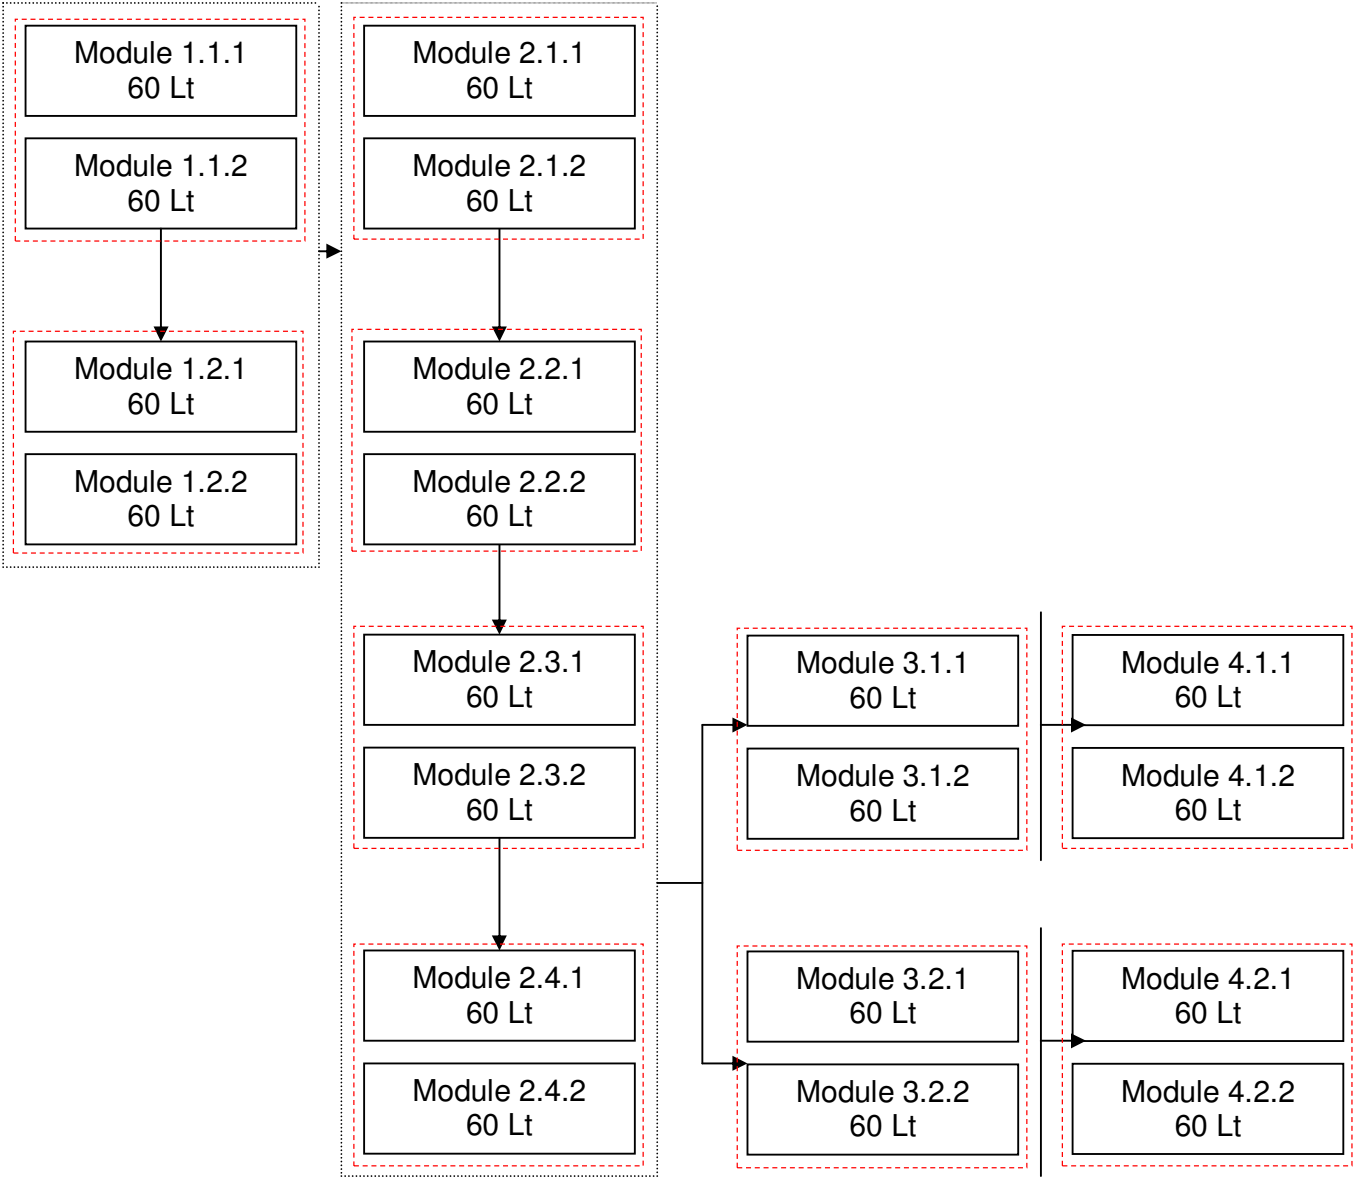 Module 1.1.1
60 Lt
Module 1.1.2
60 Lt
Module 1.2.1
60 Lt
Module 1.2.2
60 Lt
Module 2.1.1
60 Lt
Module 2.1.2
60 Lt
Module 2.2.1
60 Lt
Module 2.2.2
60 Lt
Module 2.3.1
60 Lt
Module 2.3.2
60 Lt
Module 2.4.1
60 Lt
Module 2.4.2
60 Lt
Module 3.1.1
60 Lt
Module 3.1.2
60 Lt
Module 3.2.1
60 Lt
Module 3.2.2
60 Lt
Module 4.1.1
60 Lt
Module 4.1.2
60 Lt
Module 4.2.1
60 Lt
Module 4.2.2
60 Lt